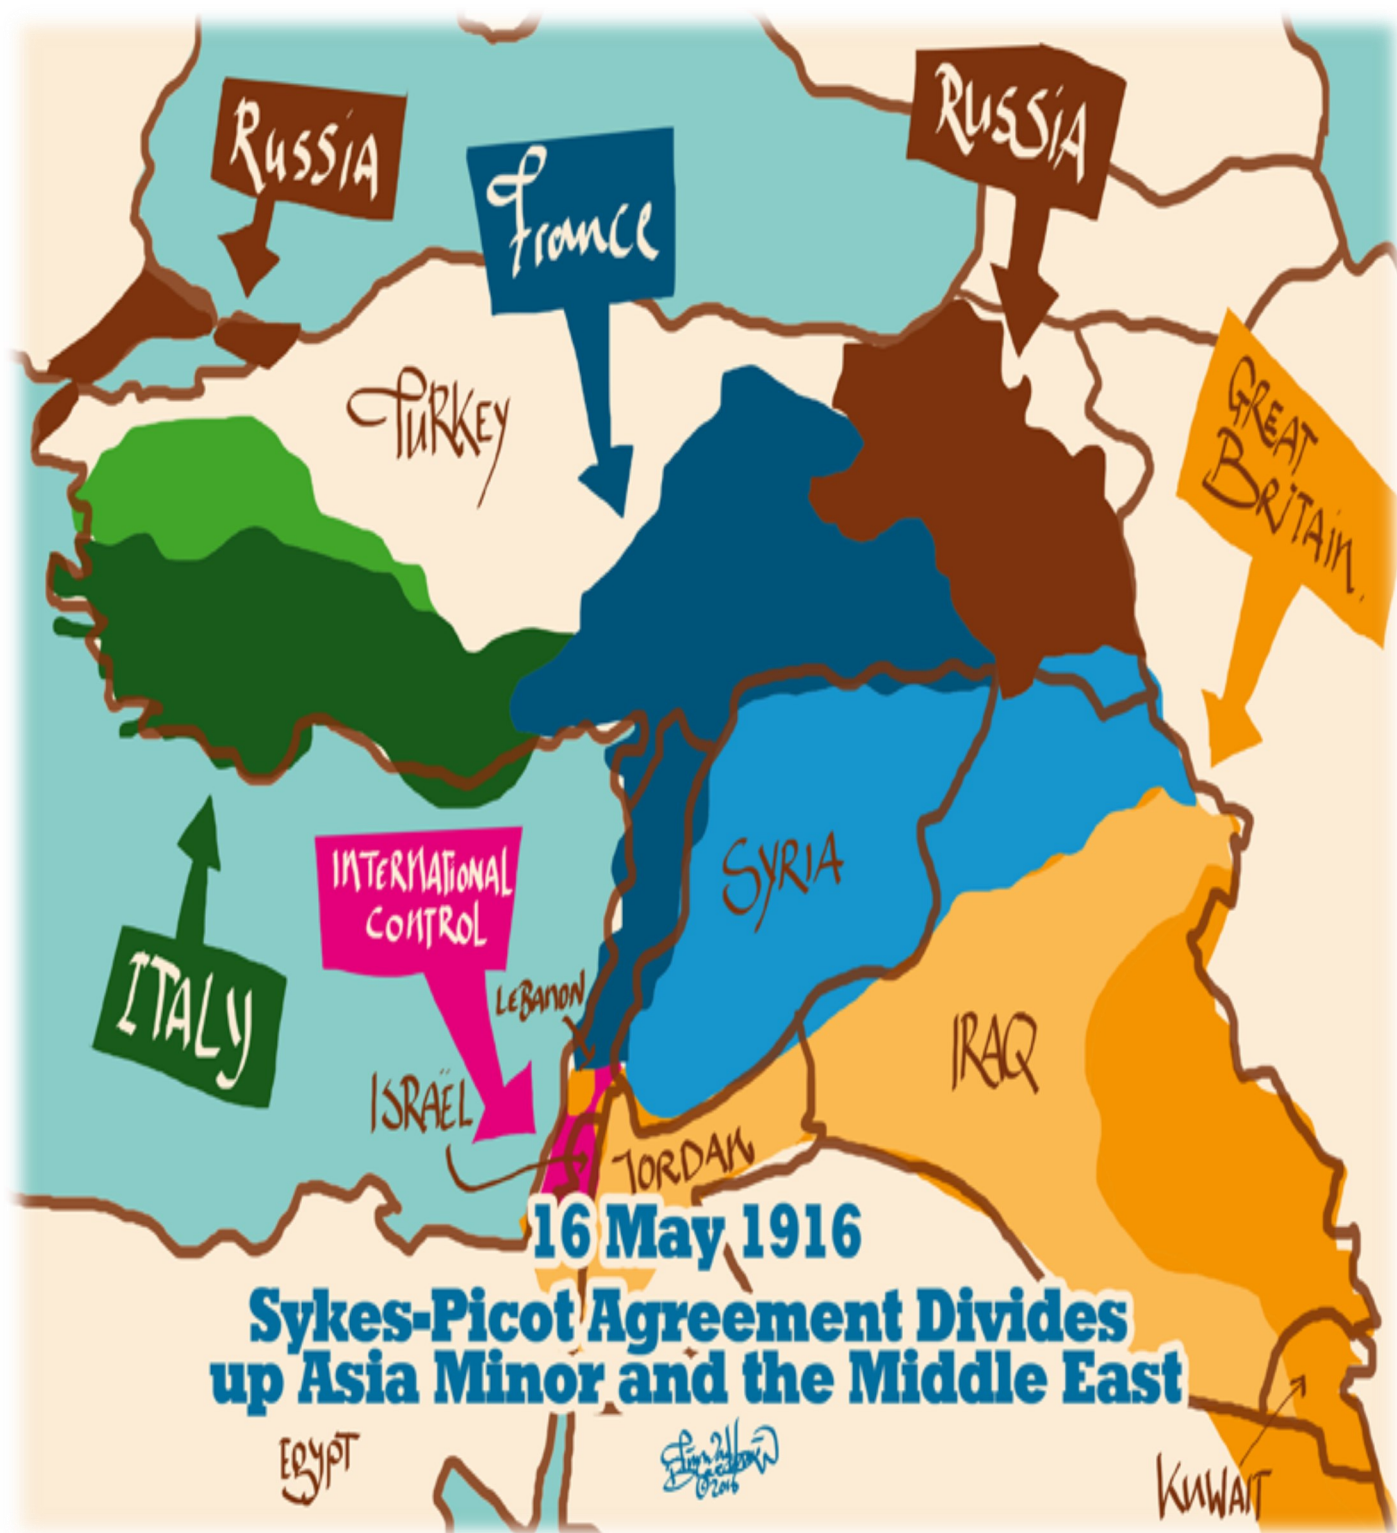 RUSSIA
RUSSIA
France
GREAT
BRITAIN.
TURKEY
SYRIA
INTERNATIONAL
CONTROL
LEBANON
ITALY
IRAQ
ISRAËL
JORDAN
16 May 1916
Sykes-Picot Agreement Divides
up Asia Minor and the Middle East
EGYPT
©2016
KUWAIT